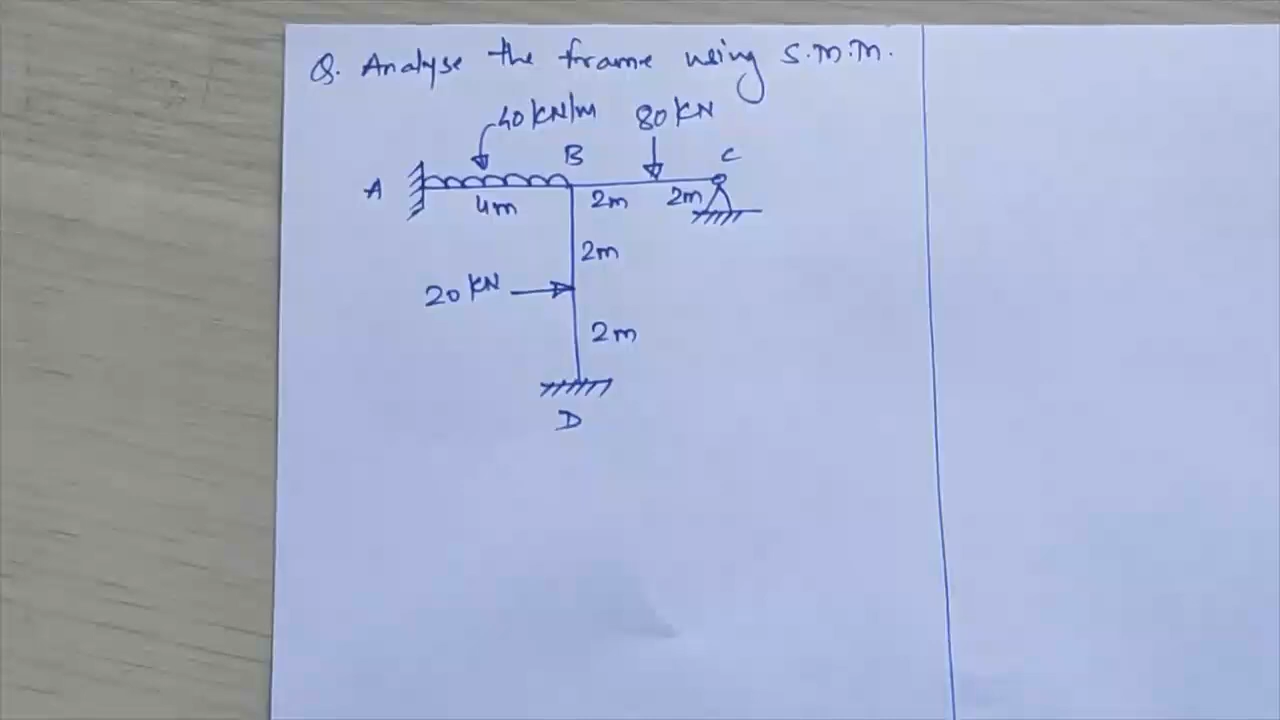 Q. Analyse the frame using S.M.M.
40 KN/m 80 KN
B C
A
4m 2m 2m
2m
20 KN
2m
D